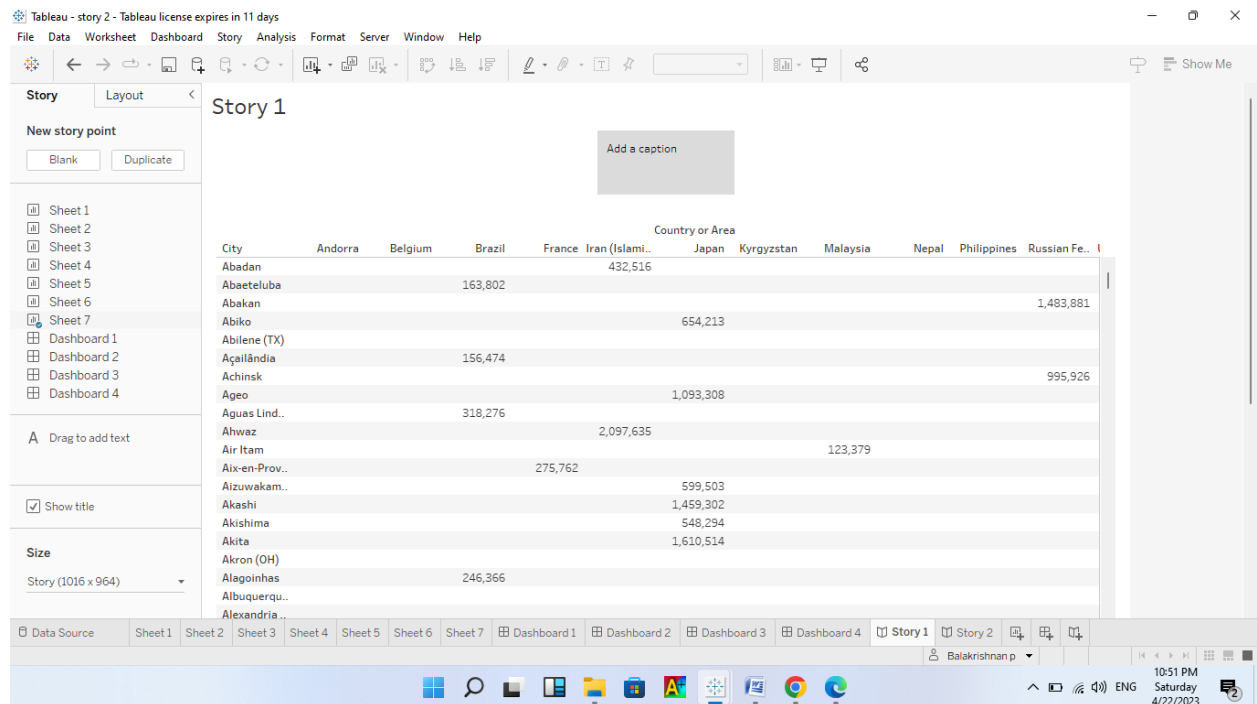 Tableau - story 2 - Tableau license expires in 11 days
File Data Worksheet Dashboard Story Analysis Format Server Window Help
Show Me
Story Layout
New story point
Blank Duplicate
Sheet 1
Sheet 2
Sheet 3
Sheet 4
Sheet 5
Sheet 6
Sheet 7
Dashboard 1
Dashboard 2
Dashboard 3
Dashboard 4
A Drag to add text
Show title
Size
Story (1016 x 964)
Story 1
Add a caption
Country or Area
City Andorra Belgium Brazil France Iran (Islami.. Japan Kyrgyzstan Malaysia Nepal Philippines Russian Fe..
Abadan 432,516
Abaeteluba 163,802
Abakan 1,483,881
Abiko 654,213
Abilene (TX)
Açailândia 156,474
Achinsk 995,926
Ageo 1,093,308
Aguas Lind.. 318,276
Ahwaz 2,097,635
Air Itam 123,379
Aix-en-Prov.. 275,762
Aizuwakam.. 599,503
Akashi 1,459,302
Akishima 548,294
Akita 1,610,514
Akron (OH)
Alagoinhas 246,366
Albuquerqu..
Alexandria ..
Data Source Sheet 1 Sheet 2 Sheet 3 Sheet 4 Sheet 5 Sheet 6 Sheet 7 Dashboard 1 Dashboard 2 Dashboard 3 Dashboard 4 Story 1 Story 2
Balakrishnan p
ENG
10:51 PM
Saturday
4/22/2023
2